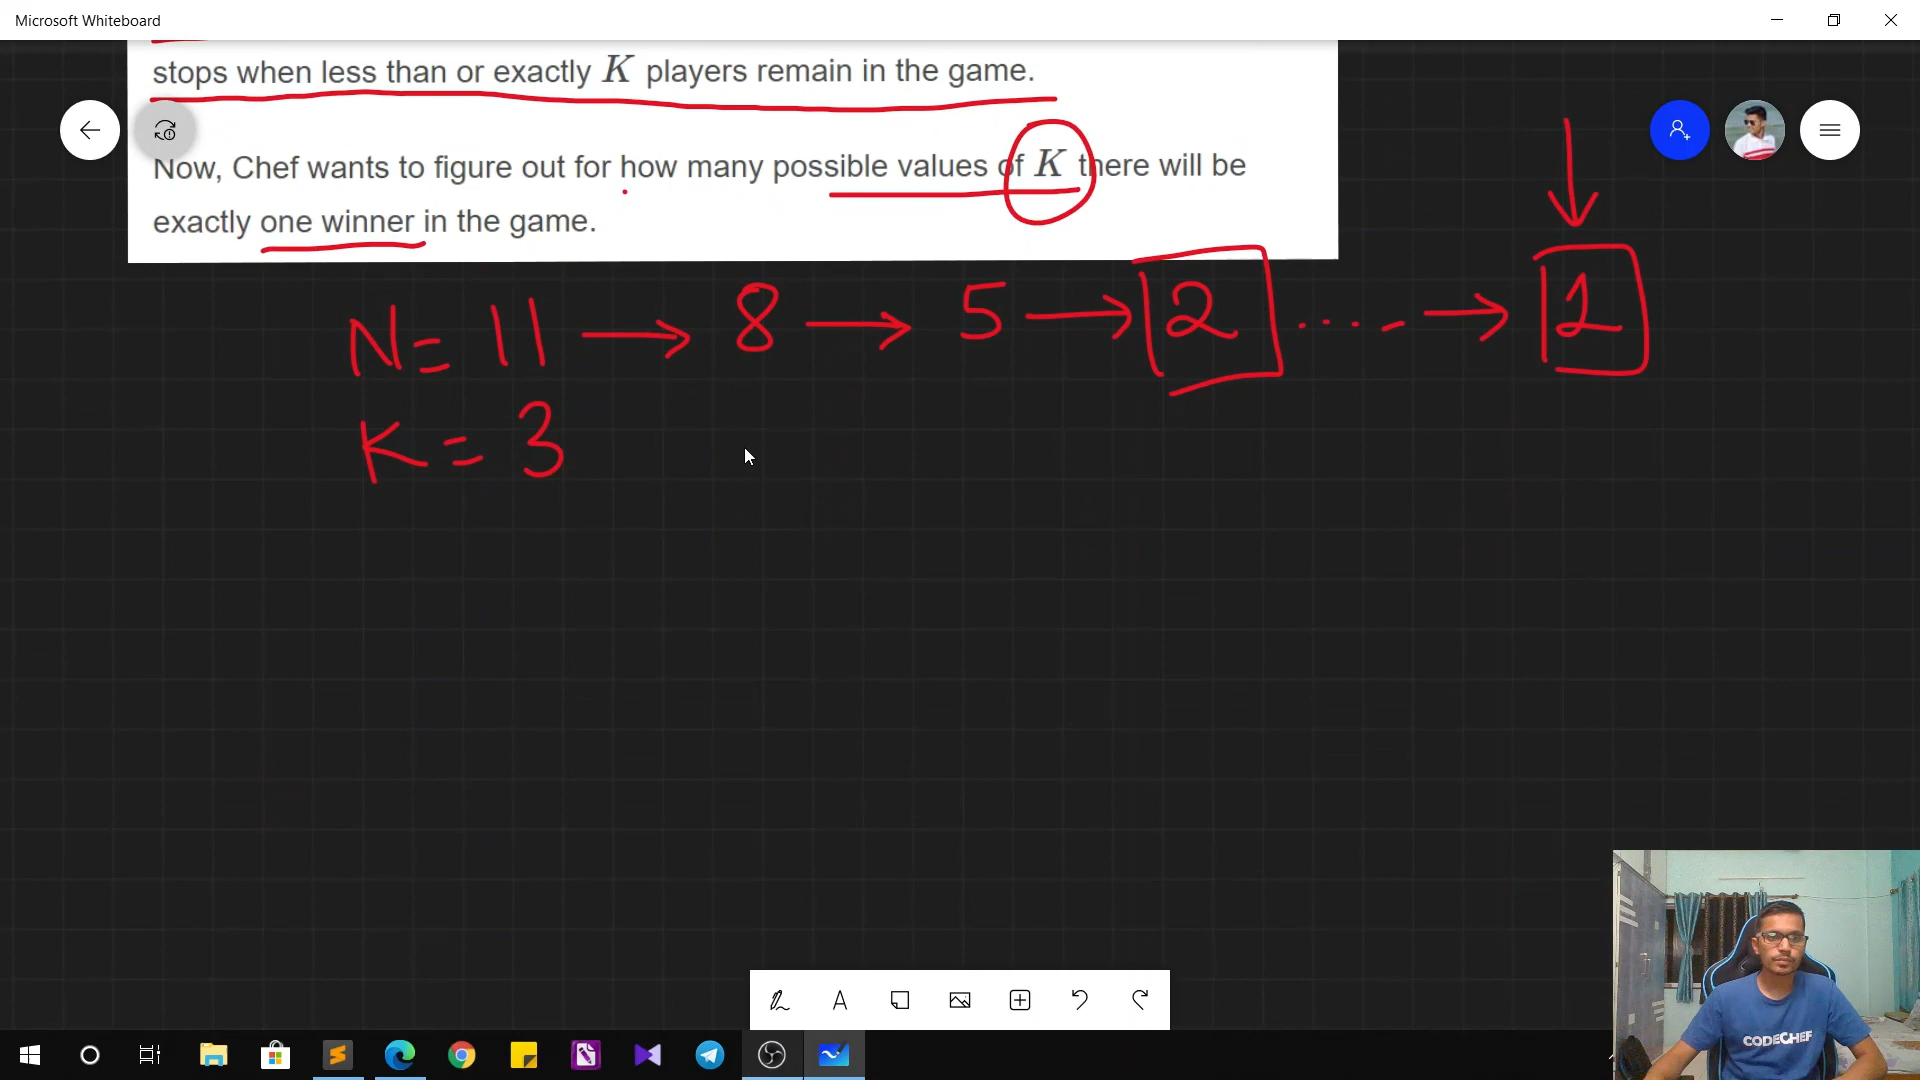 Microsoft Whiteboard
stops when less than or exactly K players remain in the game.
Now, Chef wants to figure out for how many possible values of K there will be
exactly one winner in the game.
N = 11 → 8 → 5 → 2 ..... → 1
K = 3
CODECHEF